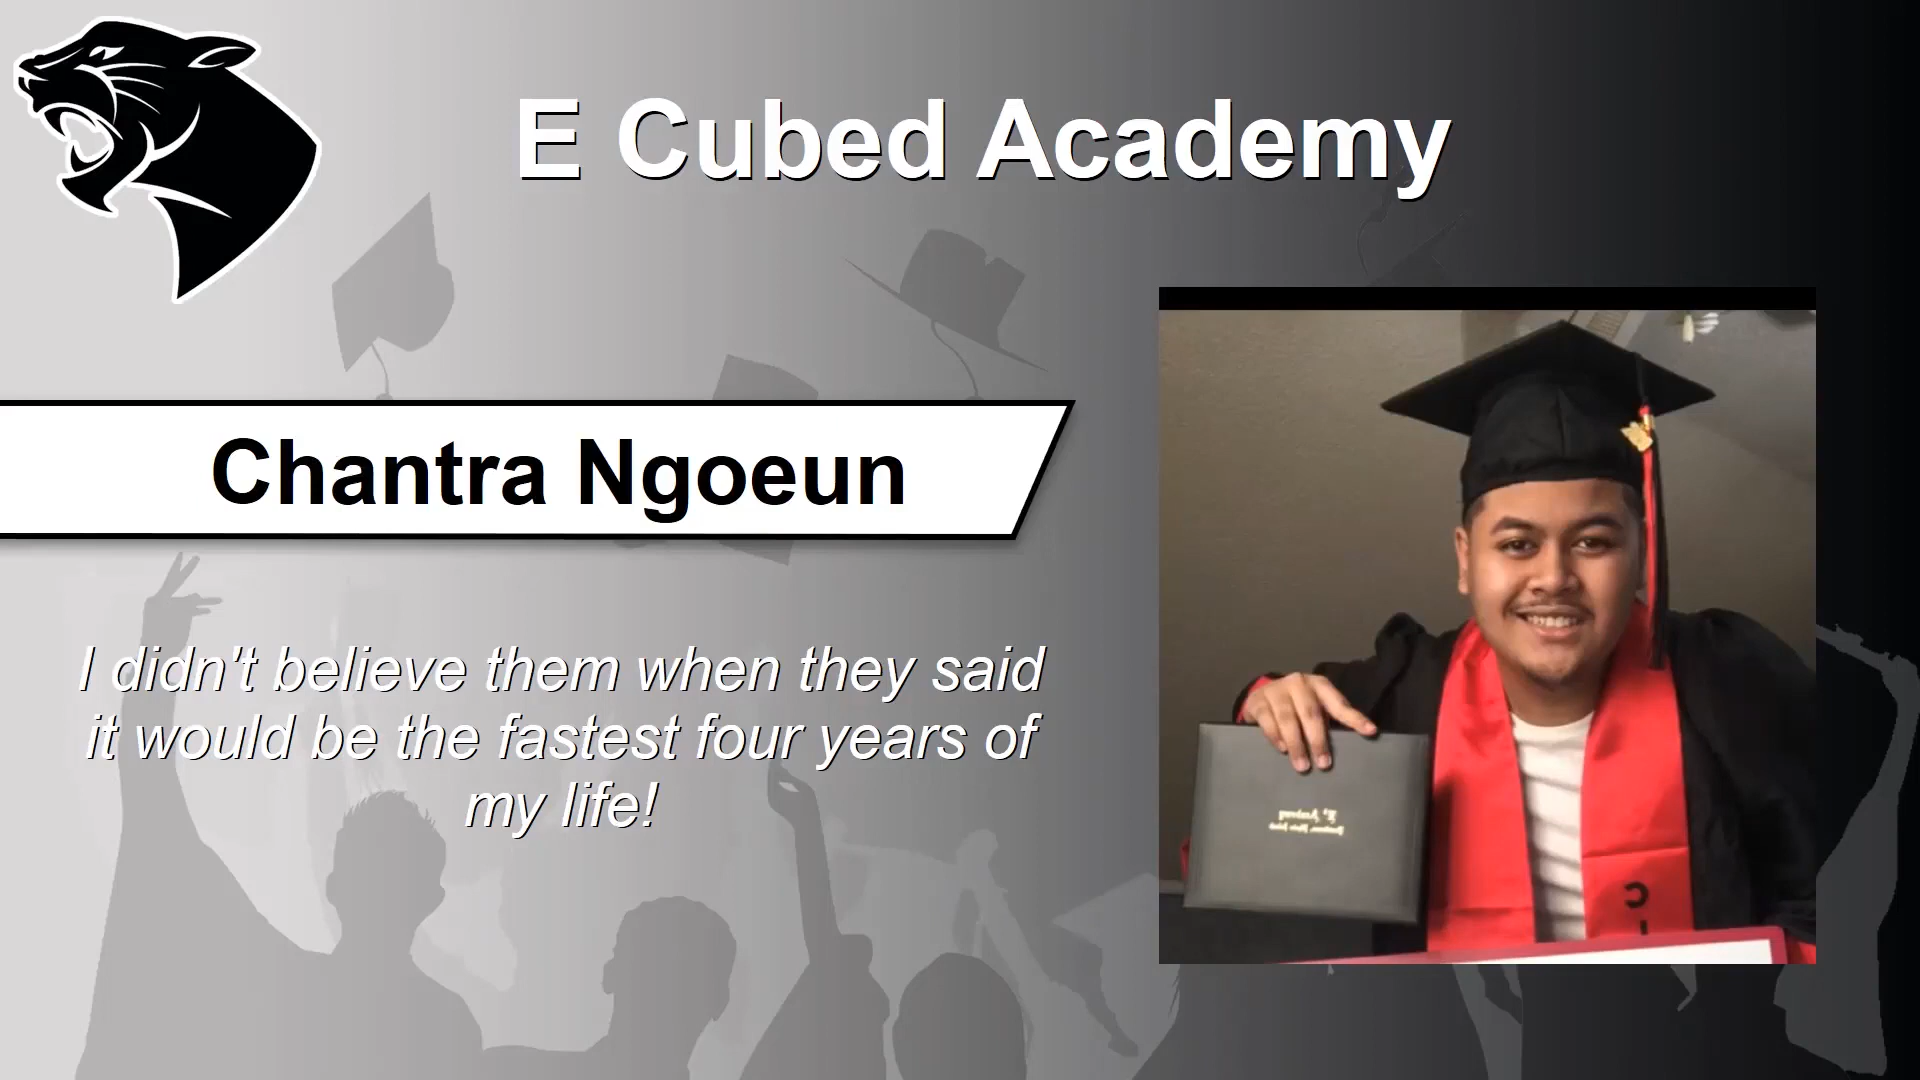 E Cubed Academy
Chantra Ngoeun
I didn't believe them when they said
it would be the fastest four years of
my life!